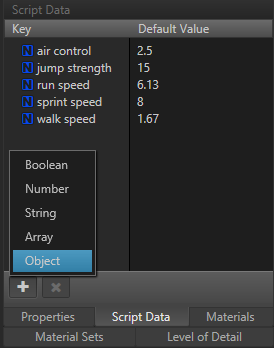 Script Data
Key Default Value
N air control 2.5
N jump strength 15
N run speed 6.13
N sprint speed 8
N walk speed 1.67
Boolean
Number
String
Array
Object
Properties Script Data Materials
Material Sets Level of Detail